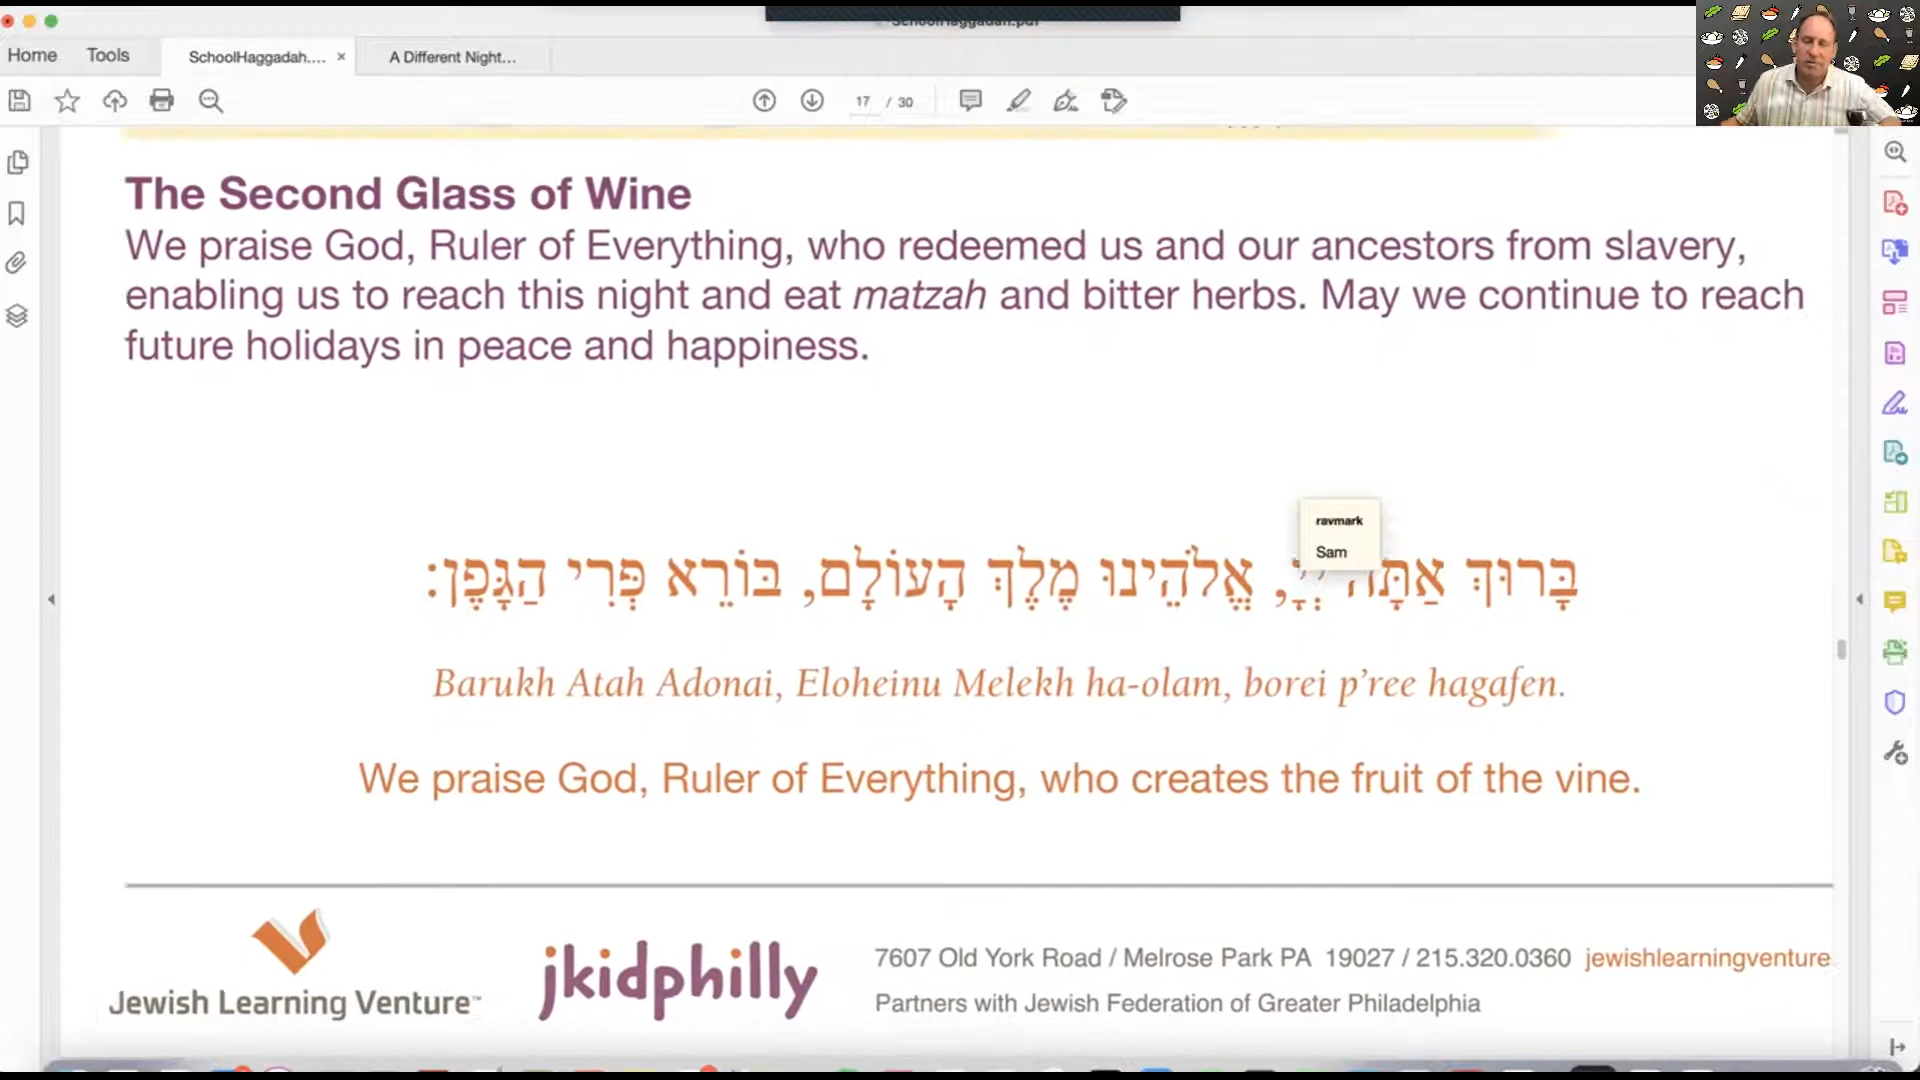 SchoolHaggadah.pdf
Home Tools SchoolHaggadah.... × A Different Night...
17 / 30
The Second Glass of Wine
We praise God, Ruler of Everything, who redeemed us and our ancestors from slavery,
enabling us to reach this night and eat matzah and bitter herbs. May we continue to reach
future holidays in peace and happiness.
ravmark
Sam
בָּרוּךְ אַתָּה יְיָ, אֱלֹהֵינוּ מֶלֶךְ הָעוֹלָם, בּוֹרֵא פְּרִי הַגָּפֶן:
Barukh Atah Adonai, Eloheinu Melekh ha-olam, borei p’ree hagafen.
We praise God, Ruler of Everything, who creates the fruit of the vine.
Jewish Learning Venture™
jkidphilly
7607 Old York Road / Melrose Park PA 19027 / 215.320.0360 jewishlearningventure
Partners with Jewish Federation of Greater Philadelphia